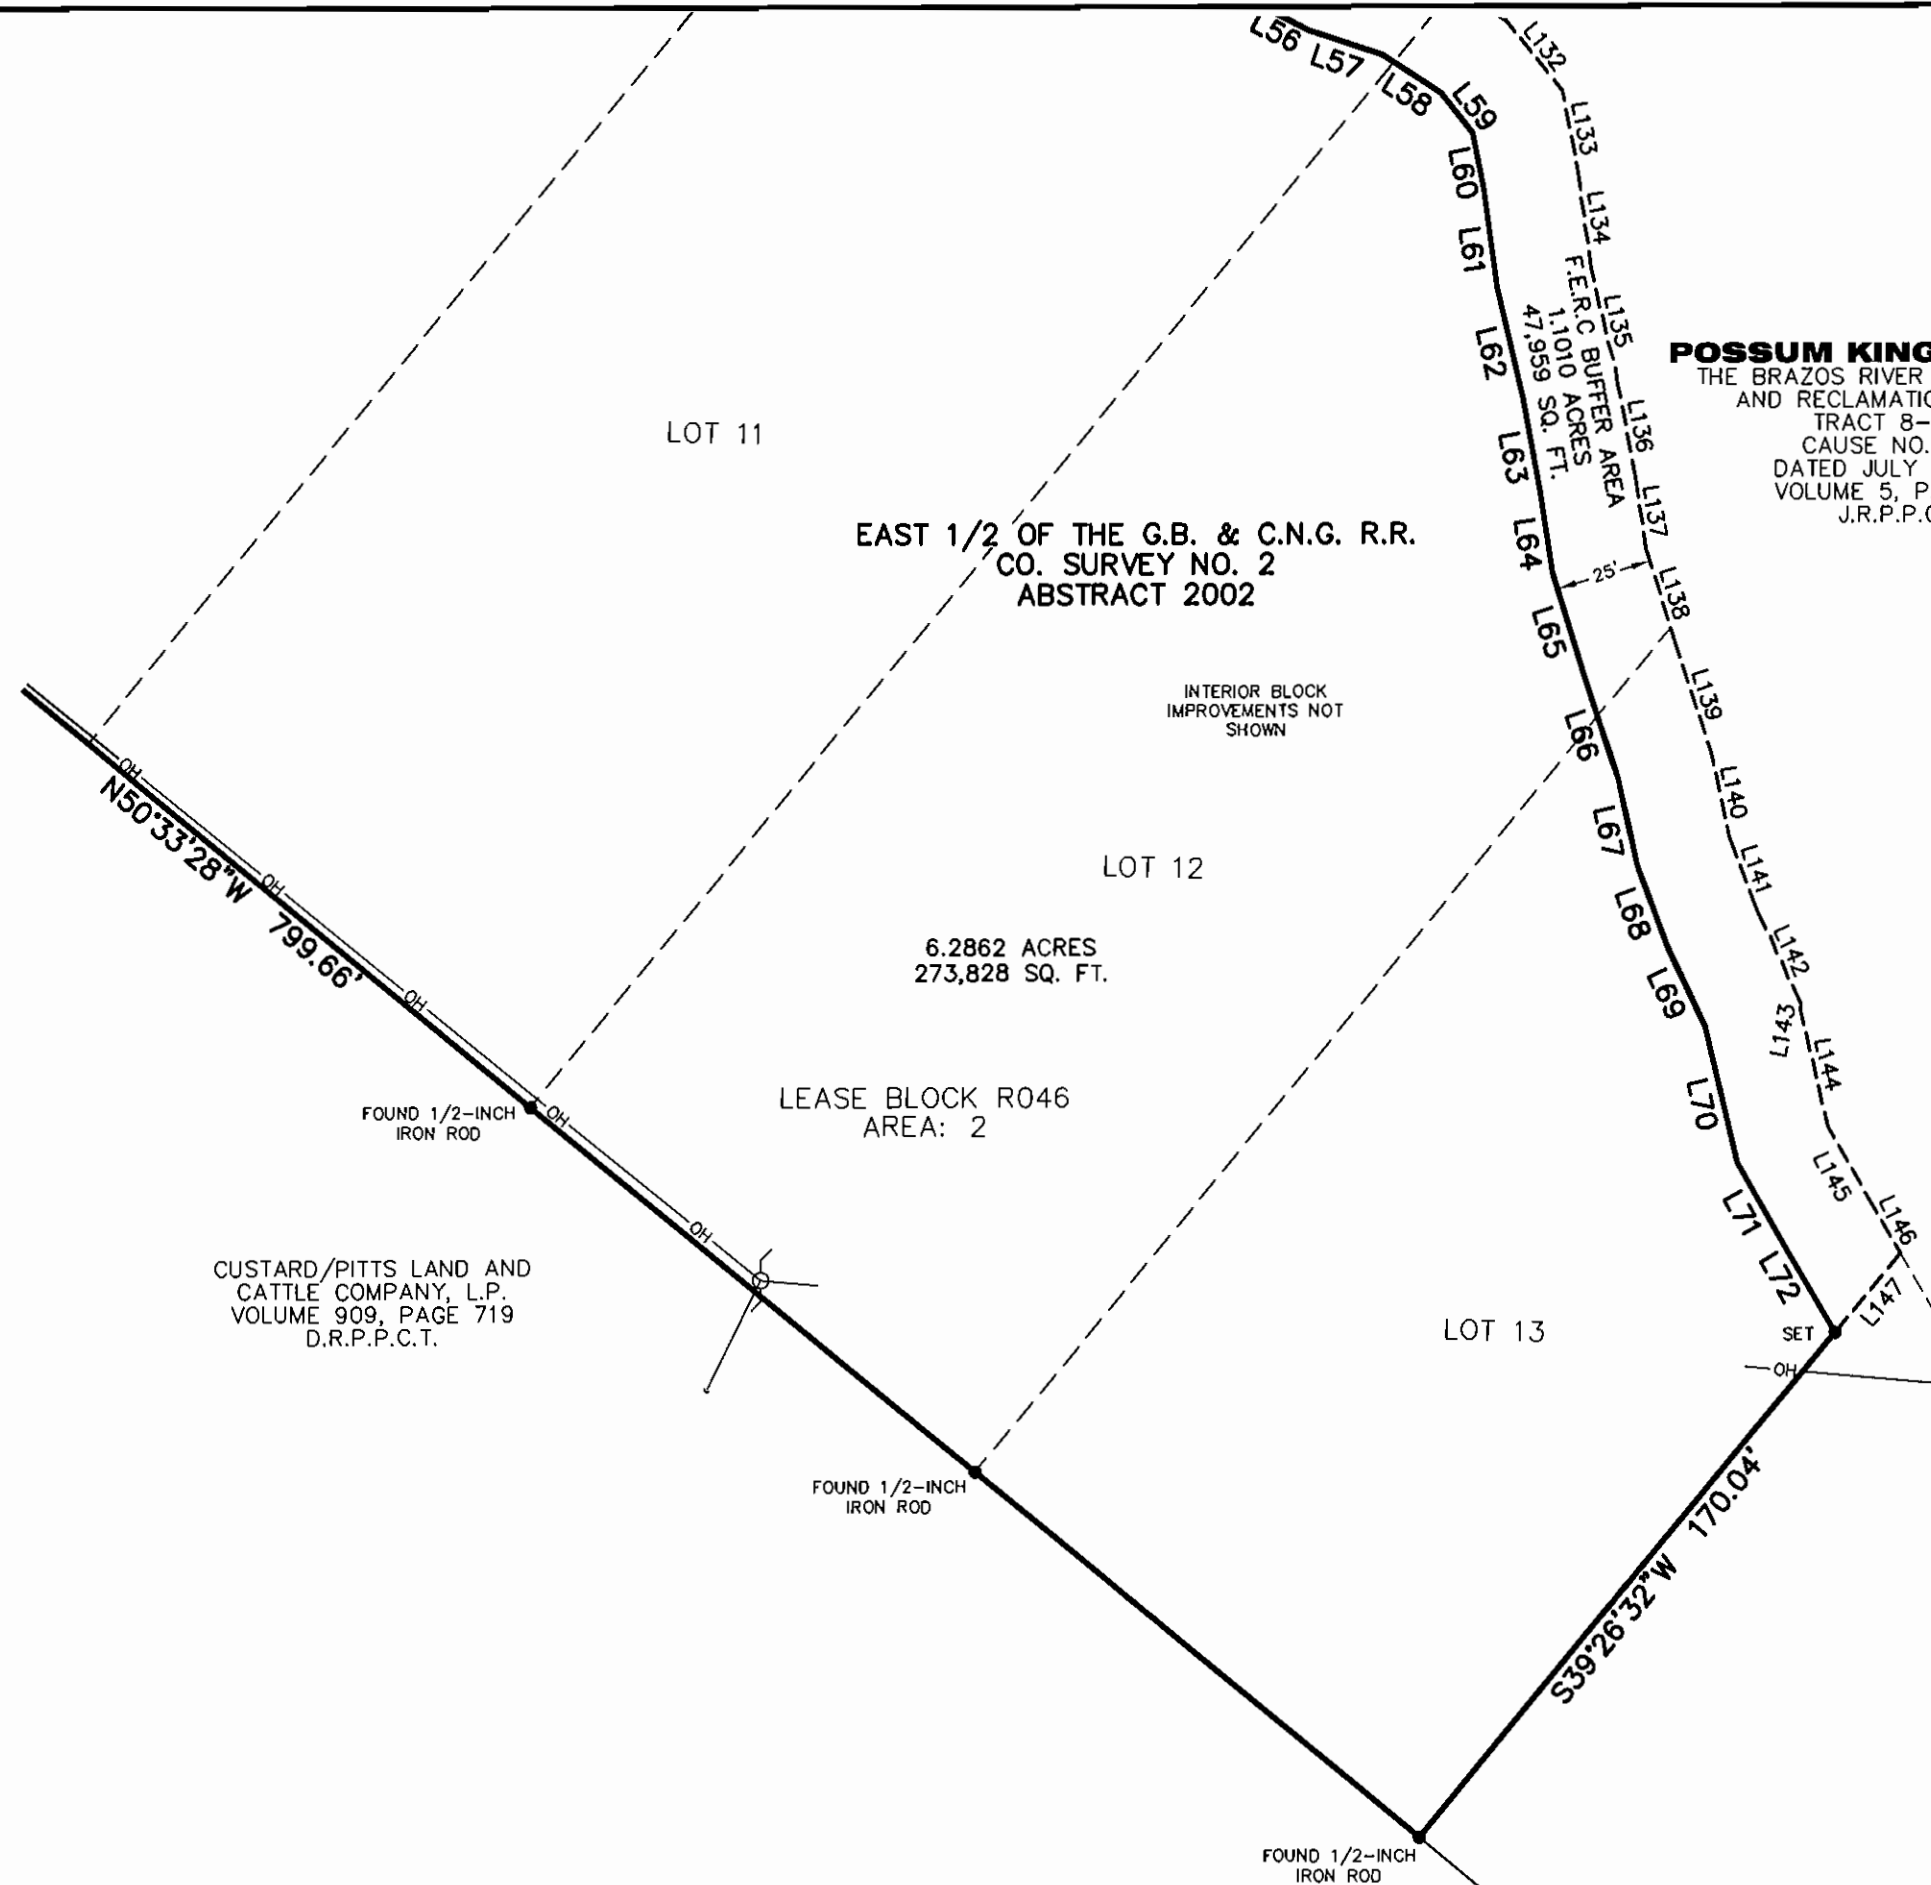 L56
L57
L58
L59
L60
L61
L62
L63
L64
L65
L66
L67
L68
L69
L70
L71
L72
L132
L133
L134
L135
L136
L137
L138
L139
L140
L141
L142
L143
L144
L145
L146
L147
F.E.R.C BUFFER AREA
1.1010 ACRES
47,959 SQ. FT.
25'
POSSUM KING
THE BRAZOS RIVER
AND RECLAMATIO
TRACT 8-
CAUSE NO.
DATED JULY
VOLUME 5, P
J.R.P.P.C
LOT 11
EAST 1/2 OF THE G.B. & C.N.G. R.R.
CO. SURVEY NO. 2
ABSTRACT 2002
INTERIOR BLOCK
IMPROVEMENTS NOT
SHOWN
LOT 12
6.2862 ACRES
273,828 SQ. FT.
LEASE BLOCK R046
AREA: 2
OH
N50°33'28"W 799.66'
OH
OH
OH
OH
FOUND 1/2-INCH
IRON ROD
CUSTARD/PITTS LAND AND
CATTLE COMPANY, L.P.
VOLUME 909, PAGE 719
D.R.P.P.C.T.
LOT 13
SET
OH
FOUND 1/2-INCH
IRON ROD
S39°26'32"W 170.04'
FOUND 1/2-INCH
IRON ROD